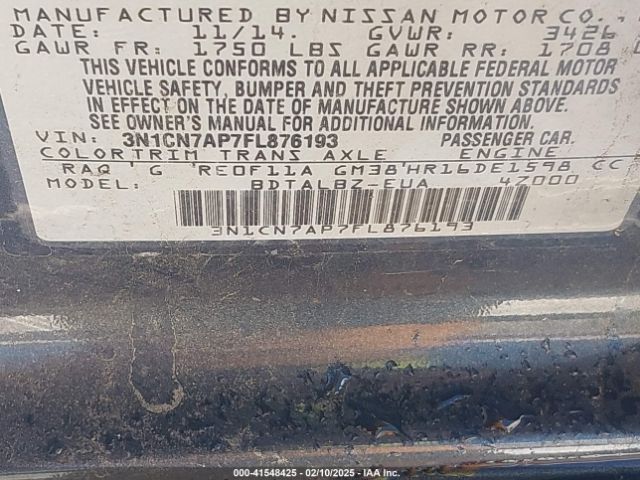 MANUFACTURED BY NISSAN MOTOR CO.,
DATE: 11/14. GVWR: 3426
GAWR FR: 1750 LBS GAWR RR: 1708
THIS VEHICLE CONFORMS TO ALL APPLICABLE FEDERAL MOTOR
VEHICLE SAFETY, BUMPER AND THEFT PREVENTION STANDARDS
IN EFFECT ON THE DATE OF MANUFACTURE SHOWN ABOVE.
SEE OWNER'S MANUAL FOR ADDITIONAL INFORMATION.
VIN: 3N1CN7AP7FL876193 PASSENGER CAR.
COLOR TRIM TRANS AXLE ENGINE
RAQ G RE0F11A GM38 HR16DE1598 CC
MODEL BDTALBZ-EUA 47000
3N1CN7AP7FL876193
000-41548425 - 02/10/2025 - IAA Inc.